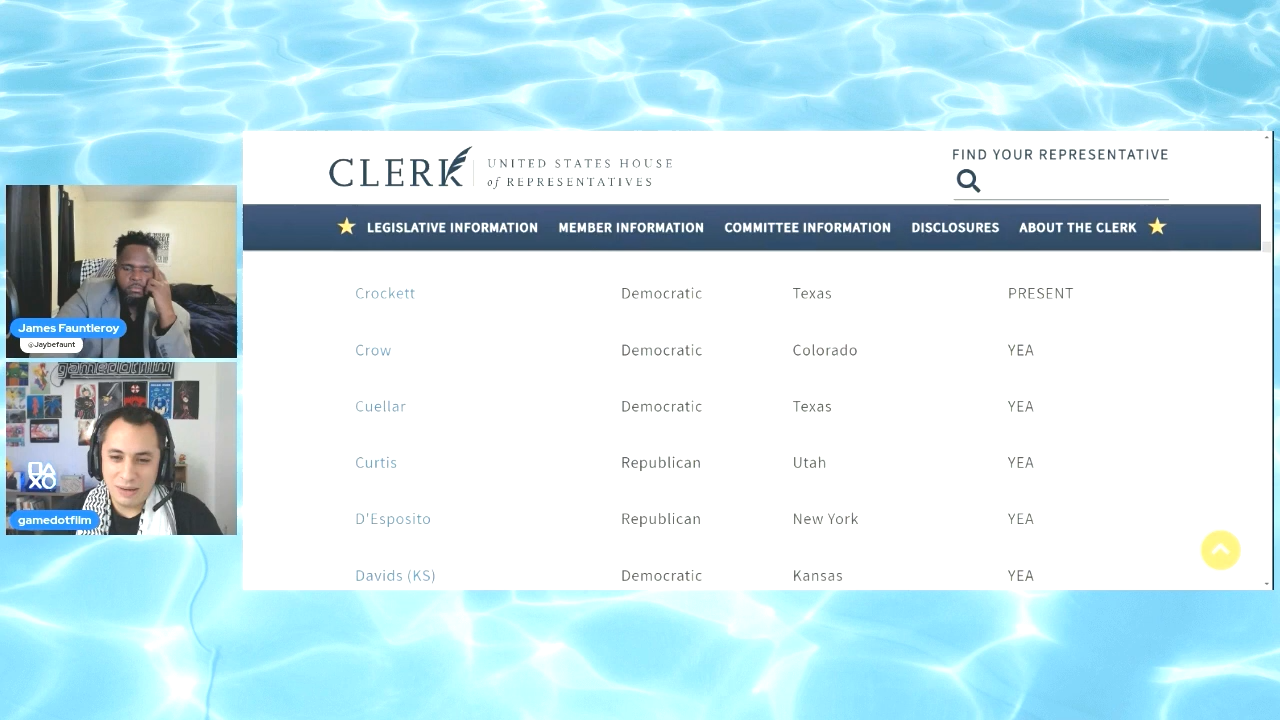 CLERK
UNITED STATES HOUSE
of REPRESENTATIVES
FIND YOUR REPRESENTATIVE
LEGISLATIVE INFORMATION MEMBER INFORMATION COMMITTEE INFORMATION DISCLOSURES ABOUT THE CLERK
Crockett Democratic Texas PRESENT
Crow Democratic Colorado YEA
Cuellar Democratic Texas YEA
Curtis Republican Utah YEA
D'Esposito Republican New York YEA
Davids (KS) Democratic Kansas YEA
James Fauntleroy
@Jaybefaunt
gamedotfilm
gamedotfilm